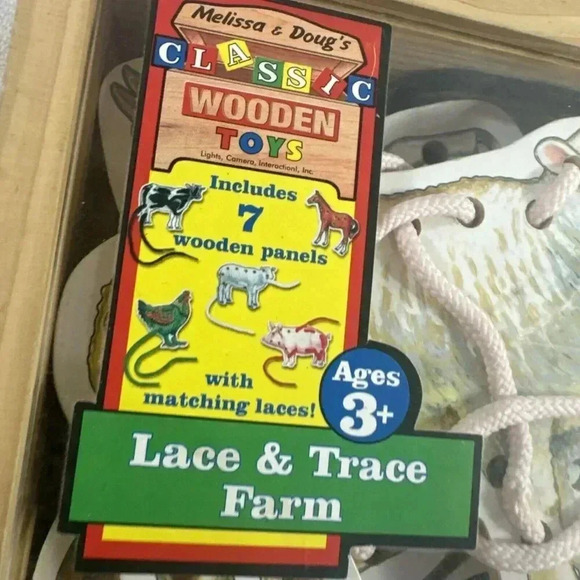 Melissa & Doug's
CLASSIC
WOODEN
TOYS
Lights, Camera, Interaction!, Inc.
Includes
7
wooden panels
with
matching laces!
Ages
3+
Lace & Trace
Farm